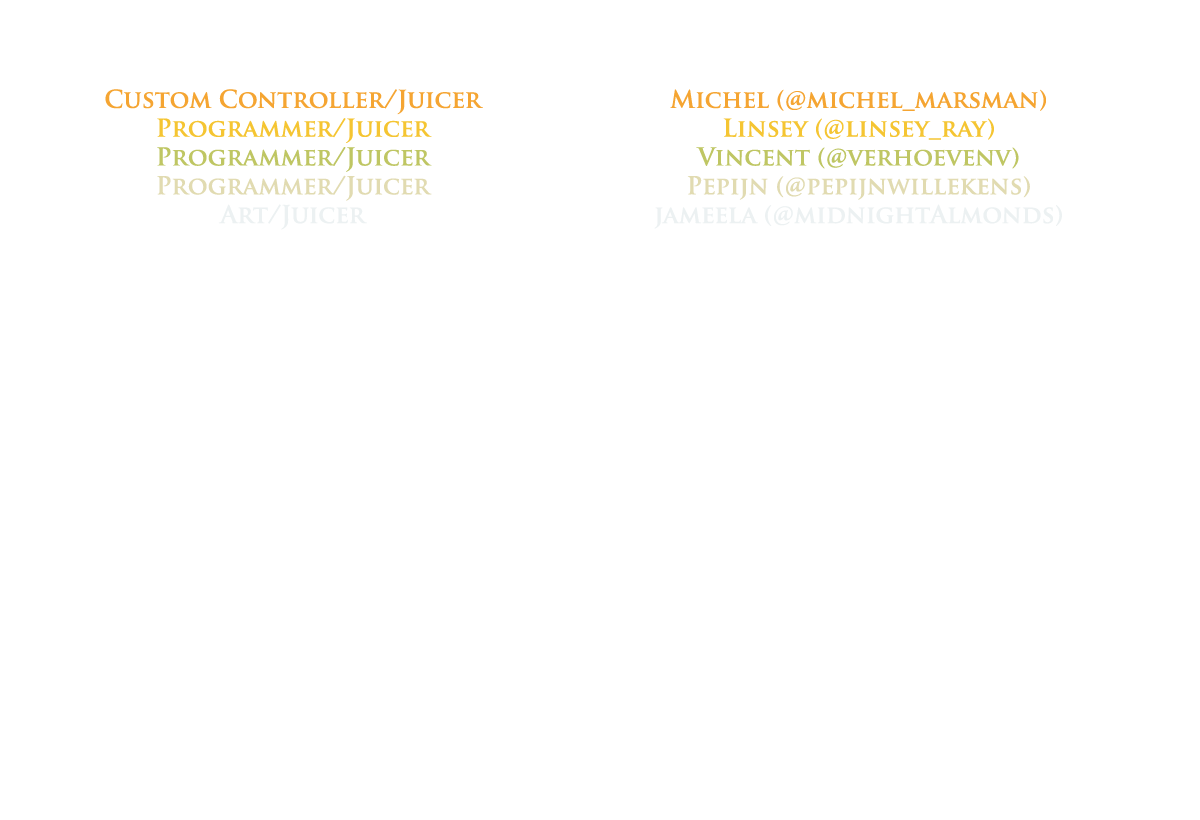 Custom Controller/Juicer Michel (@michel_marsman)
Programmer/Juicer Linsey (@linsey_ray)
Programmer/Juicer Vincent (@verhoevenv)
Programmer/Juicer Pepijn (@pepijnwillekens)
Art/Juicer jameela (@midnightAlmonds)